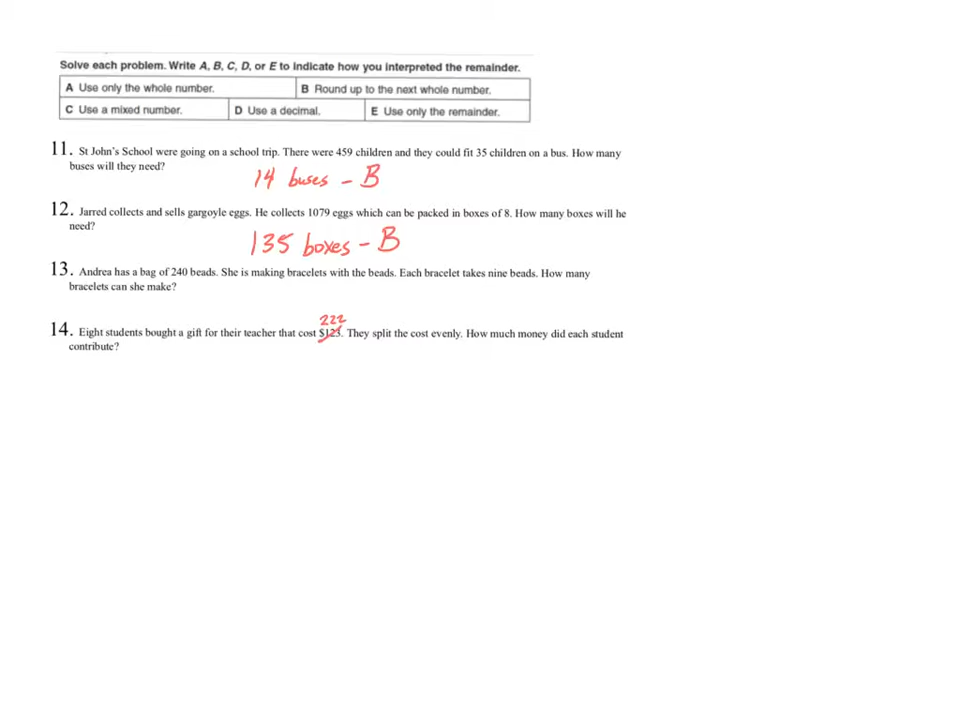 Solve each problem. Write A, B, C, D, or E to indicate how you interpreted the remainder.
A Use only the whole number. B Round up to the next whole number.
C Use a mixed number. D Use a decimal. E Use only the remainder.
11. St John's School were going on a school trip. There were 459 children and they could fit 35 children on a bus. How many
buses will they need?
14 buses - B
12. Jarred collects and sells gargoyle eggs. He collects 1079 eggs which can be packed in boxes of 8. How many boxes will he
need?
135 boxes - B
13. Andrea has a bag of 240 beads. She is making bracelets with the beads. Each bracelet takes nine beads. How many
bracelets can she make?
222
14. Eight students bought a gift for their teacher that cost $123. They split the cost evenly. How much money did each student
contribute?